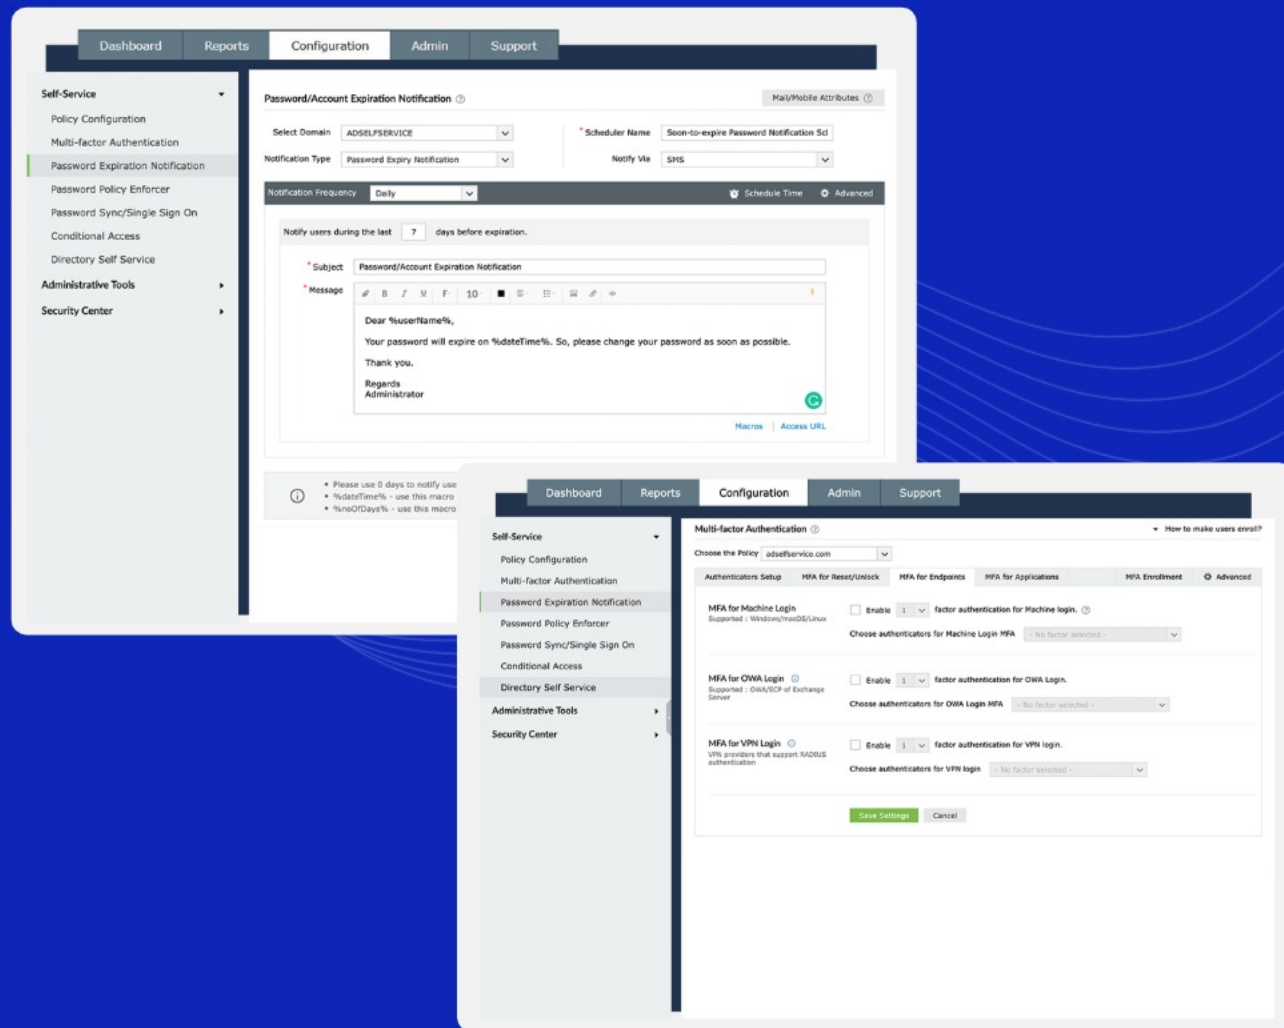 Dashboard Reports Configuration Admin Support
Self-Service
Policy Configuration
Multi-factor Authentication
Password Expiration Notification
Password Policy Enforcer
Password Sync/Single Sign On
Conditional Access
Directory Self Service
Administrative Tools
Security Center
Password/Account Expiration Notification
Mail/Mobile Attributes
Select Domain ADSELFSERVICE
* Scheduler Name Soon-to-expire Password Notification Scl
Notification Type Password Expiry Notification
Notify Via SMS
Notification Frequency Daily
Schedule Time Advanced
Notify users during the last 7 days before expiration.
* Subject Password/Account Expiration Notification
* Message
B I U F 10
Dear %userName%,
Your password will expire on %dateTime%. So, please change your password as soon as possible.
Thank you.
Regards
Administrator
Macros | Access URL
• Please use 0 days to notify use
• %dateTime% - use this macro
• %noOfDays% - use this macro
Dashboard Reports Configuration Admin Support
Self-Service
Policy Configuration
Multi-factor Authentication
Password Expiration Notification
Password Policy Enforcer
Password Sync/Single Sign On
Conditional Access
Directory Self Service
Administrative Tools
Security Center
Multi-factor Authentication
How to make users enroll?
Choose the Policy adselfservice.com
Authenticators Setup MFA for Reset/Unlock MFA for Endpoints MFA for Applications MFA Enrollment Advanced
MFA for Machine Login
Supported : Windows/macOS/Linux
Enable 1 factor authentication for Machine login.
Choose authenticators for Machine Login MFA - No factor selected -
MFA for OWA Login
Supported : OWA/ECP of Exchange
Server
Enable 1 factor authentication for OWA Login.
Choose authenticators for OWA Login MFA - No factor selected -
MFA for VPN Login
VPN providers that support RADIUS
authentication
Enable 1 factor authentication for VPN login.
Choose authenticators for VPN login - No factor selected -
Save Settings Cancel